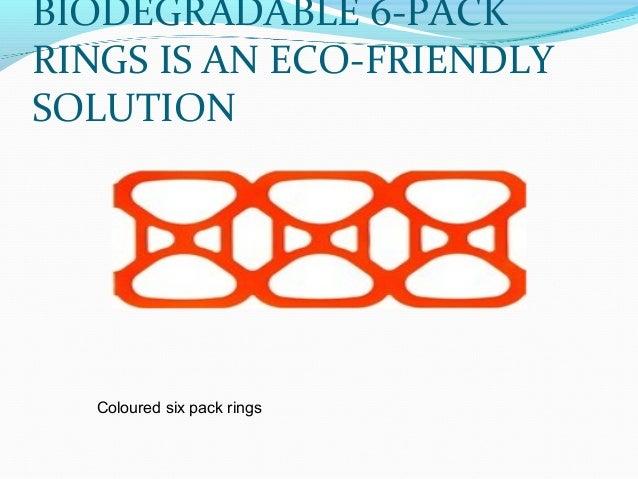 BIODEGRADABLE 6-PACK
RINGS IS AN ECO-FRIENDLY
SOLUTION
Coloured six pack rings